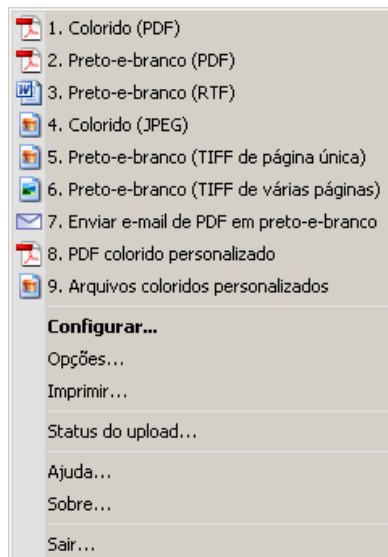 1. Colorido (PDF)
2. Preto-e-branco (PDF)
3. Preto-e-branco (RTF)
4. Colorido (JPEG)
5. Preto-e-branco (TIFF de página única)
6. Preto-e-branco (TIFF de várias páginas)
7. Enviar e-mail de PDF em preto-e-branco
8. PDF colorido personalizado
9. Arquivos coloridos personalizados
Configurar...
Opções...
Imprimir...
Status do upload...
Ajuda...
Sobre...
Sair...